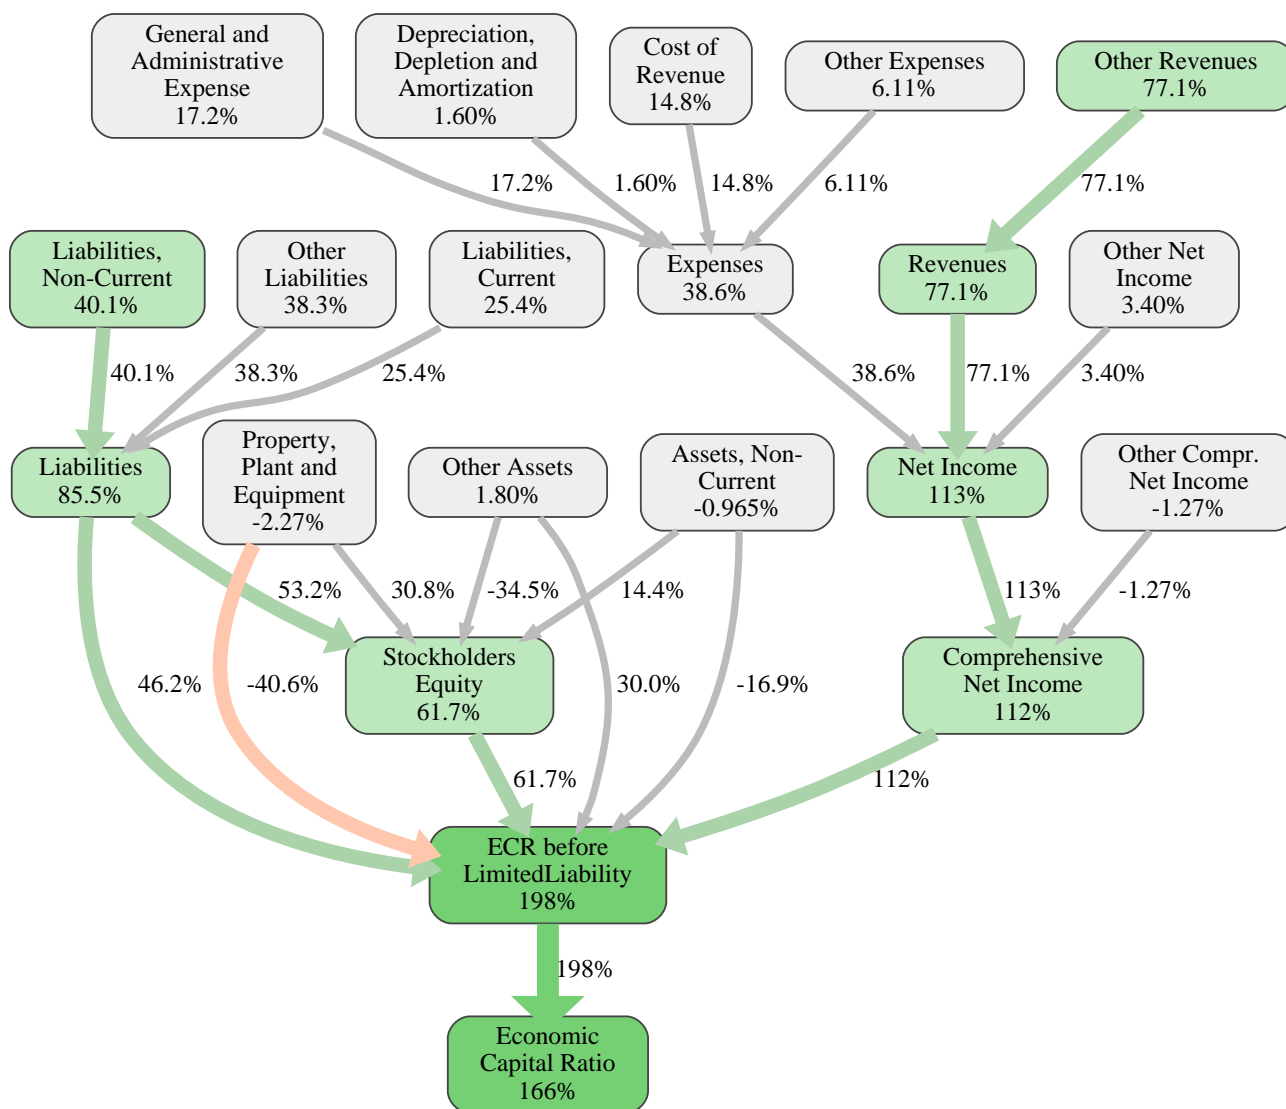 General and
Administrative
Expense
17.2%
Depreciation,
Depletion and
Amortization
1.60%
Cost of
Revenue
14.8%
Other Expenses
6.11%
Other Revenues
77.1%
17.2%
1.60%
14.8%
6.11%
77.1%
Liabilities,
Non-Current
40.1%
Other
Liabilities
38.3%
Liabilities,
Current
25.4%
Expenses
38.6%
Revenues
77.1%
Other Net
Income
3.40%
40.1%
38.3%
25.4%
38.6%
77.1%
3.40%
Liabilities
85.5%
Property,
Plant and
Equipment
-2.27%
Other Assets
1.80%
Assets, Non-
Current
-0.965%
Net Income
113%
Other Compr.
Net Income
-1.27%
53.2%
30.8%
-34.5%
14.4%
113%
-1.27%
Stockholders
Equity
61.7%
Comprehensive
Net Income
112%
46.2%
-40.6%
30.0%
-16.9%
61.7%
112%
ECR before
LimitedLiability
198%
198%
Economic
Capital Ratio
166%